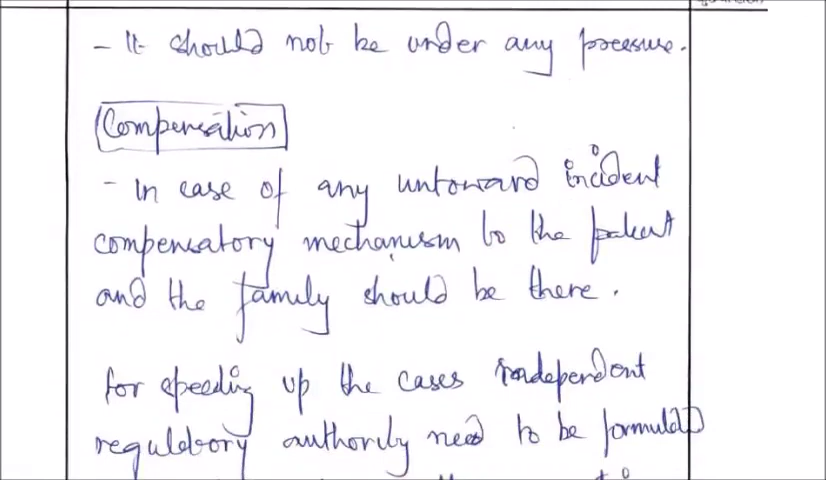 - It should not be under any pressure.
Compensation
- In case of any untoward incident
compensatory mechanism to the patient
and the family should be there.
for speeding up the cases independent
regulatory authority need to be formulated